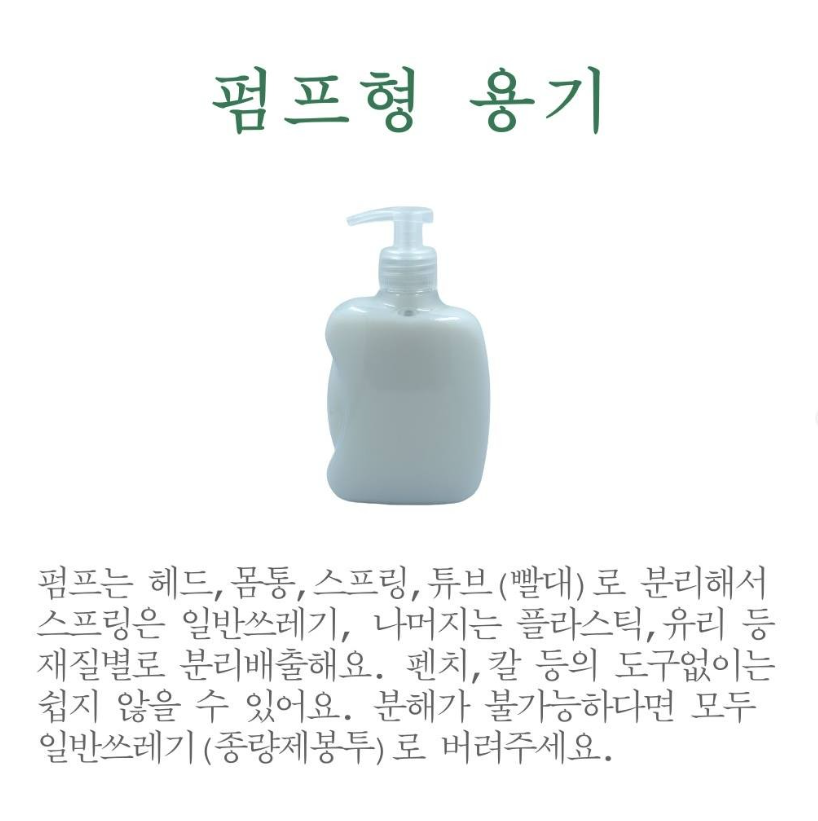 펌프형 용기
펌프는 헤드,몸통,스프링,튜브(빨대)로 분리해서
스프링은 일반쓰레기, 나머지는 플라스틱,유리 등
재질별로 분리배출해요. 펜치,칼 등의 도구없이는
쉽지 않을 수 있어요. 분해가 불가능하다면 모두
일반쓰레기(종량제봉투)로 버려주세요.